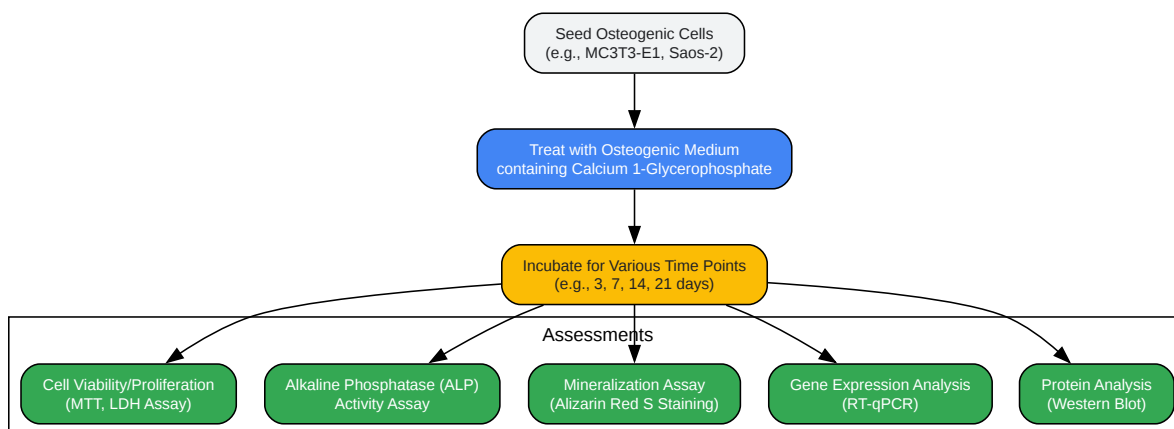 Seed Osteogenic Cells
(e.g., MC3T3-E1, Saos-2)
Treat with Osteogenic Medium
containing Calcium 1-Glycerophosphate
Incubate for Various Time Points
(e.g., 3, 7, 14, 21 days)
Assessments
Cell Viability/Proliferation
(MTT, LDH Assay)
Alkaline Phosphatase (ALP)
Activity Assay
Mineralization Assay
(Alizarin Red S Staining)
Gene Expression Analysis
(RT-qPCR)
Protein Analysis
(Western Blot)